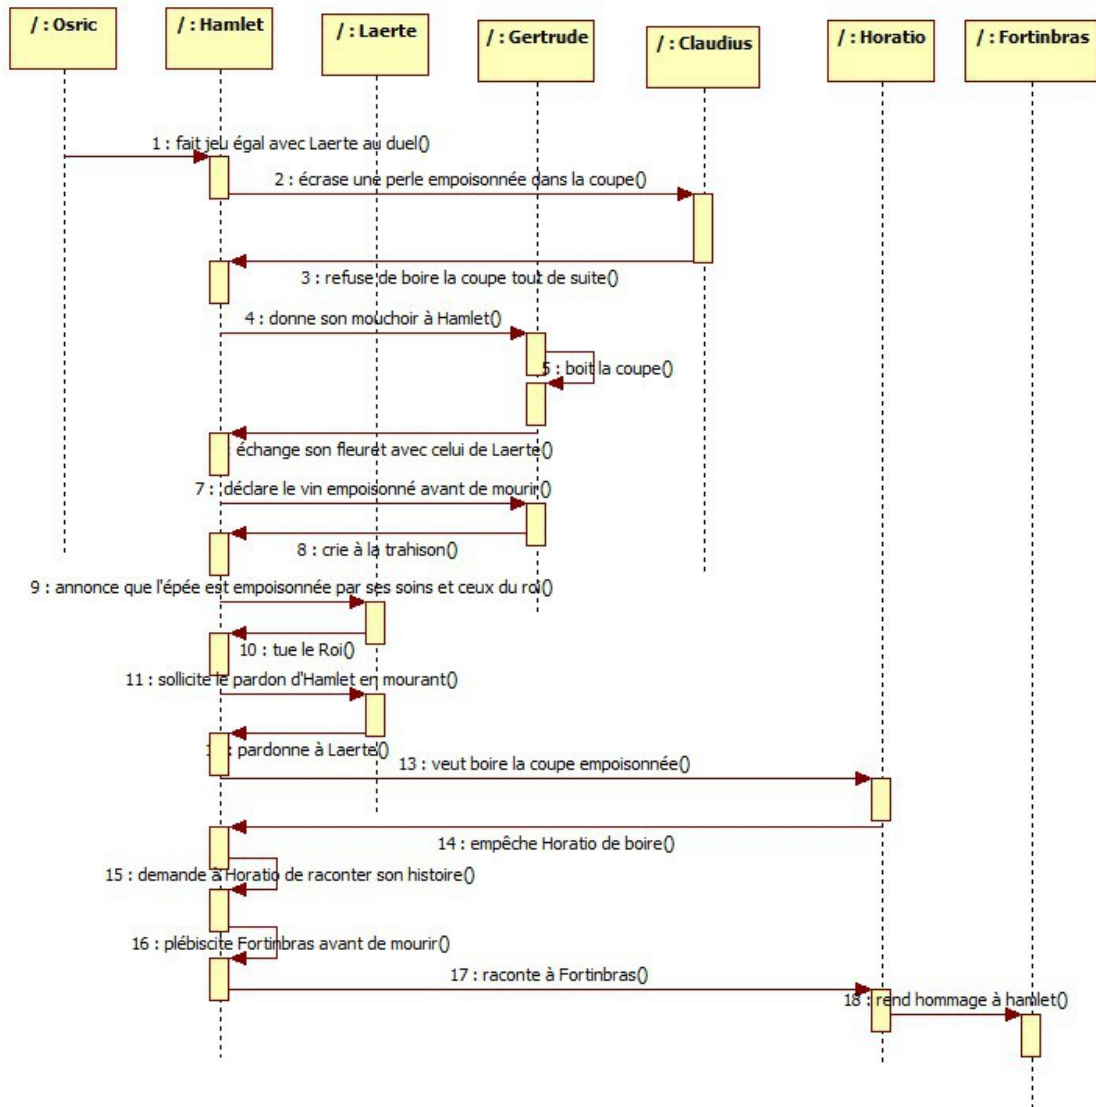 / : Osric
/ : Hamlet
/ : Laerte
/ : Gertrude
/ : Claudius
/ : Horatio
/ : Fortinbras
1 : fait jeu égal avec Laerte au duel()
2 : écrase une perle empoisonnée dans la coupe()
3 : refuse de boire la coupe tout de suite()
4 : donne son mouchoir à Hamlet()
5 : boit la coupe()
: échange son fleuret avec celui de Laerte()
7 : déclare le vin empoisonné avant de mourir()
8 : crie à la trahison()
9 : annonce que l'épée est empoisonnée par ses soins et ceux du roi()
10 : tue le Roi()
11 : sollicite le pardon d'Hamlet en mourant()
1 : pardonne à Laerte()
13 : veut boire la coupe empoisonnée()
14 : empêche Horatio de boire()
15 : demande à Horatio de raconter son histoire()
16 : plébiscite Fortinbras avant de mourir()
17 : raconte à Fortinbras()
18 : rend hommage à hamlet()